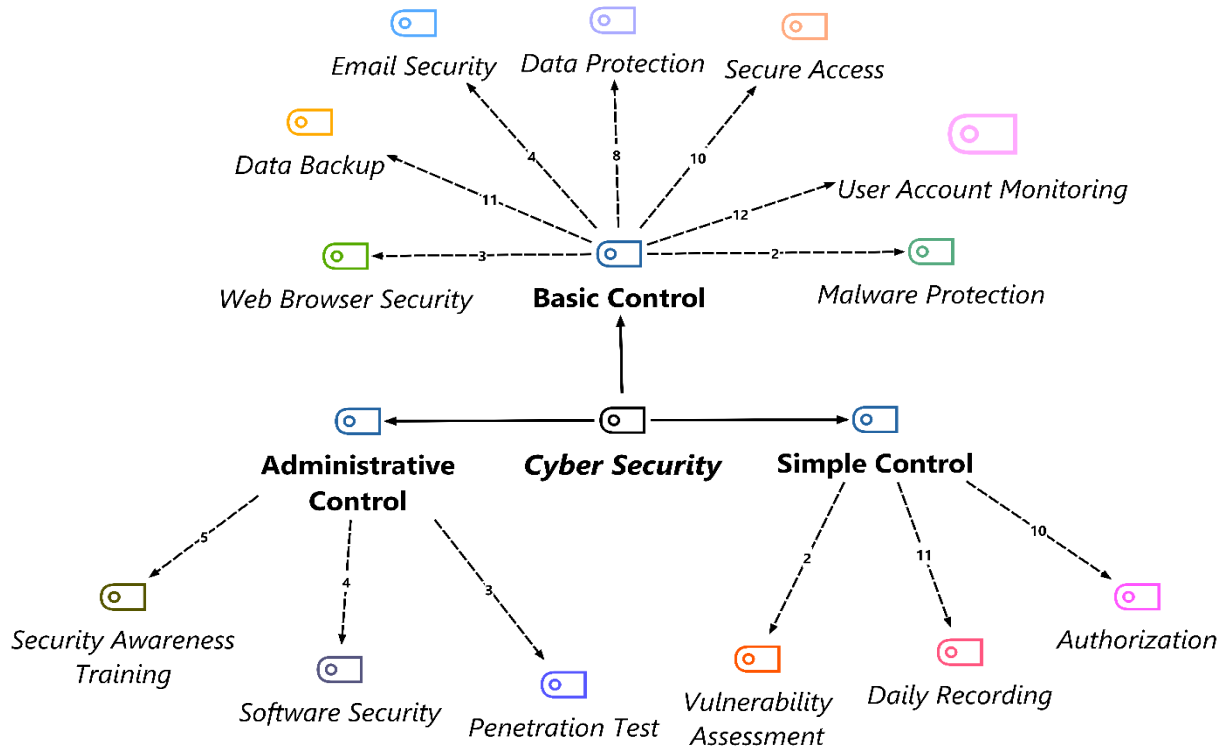 Email Security
Data Protection
Secure Access
Data Backup
User Account Monitoring
4
8
10
11
12
Web Browser Security
3
2
Malware Protection
Basic Control
Administrative
Control
Cyber Security
Simple Control
5
4
3
2
11
10
Security Awareness
Training
Software Security
Penetration Test
Vulnerability
Assessment
Daily Recording
Authorization